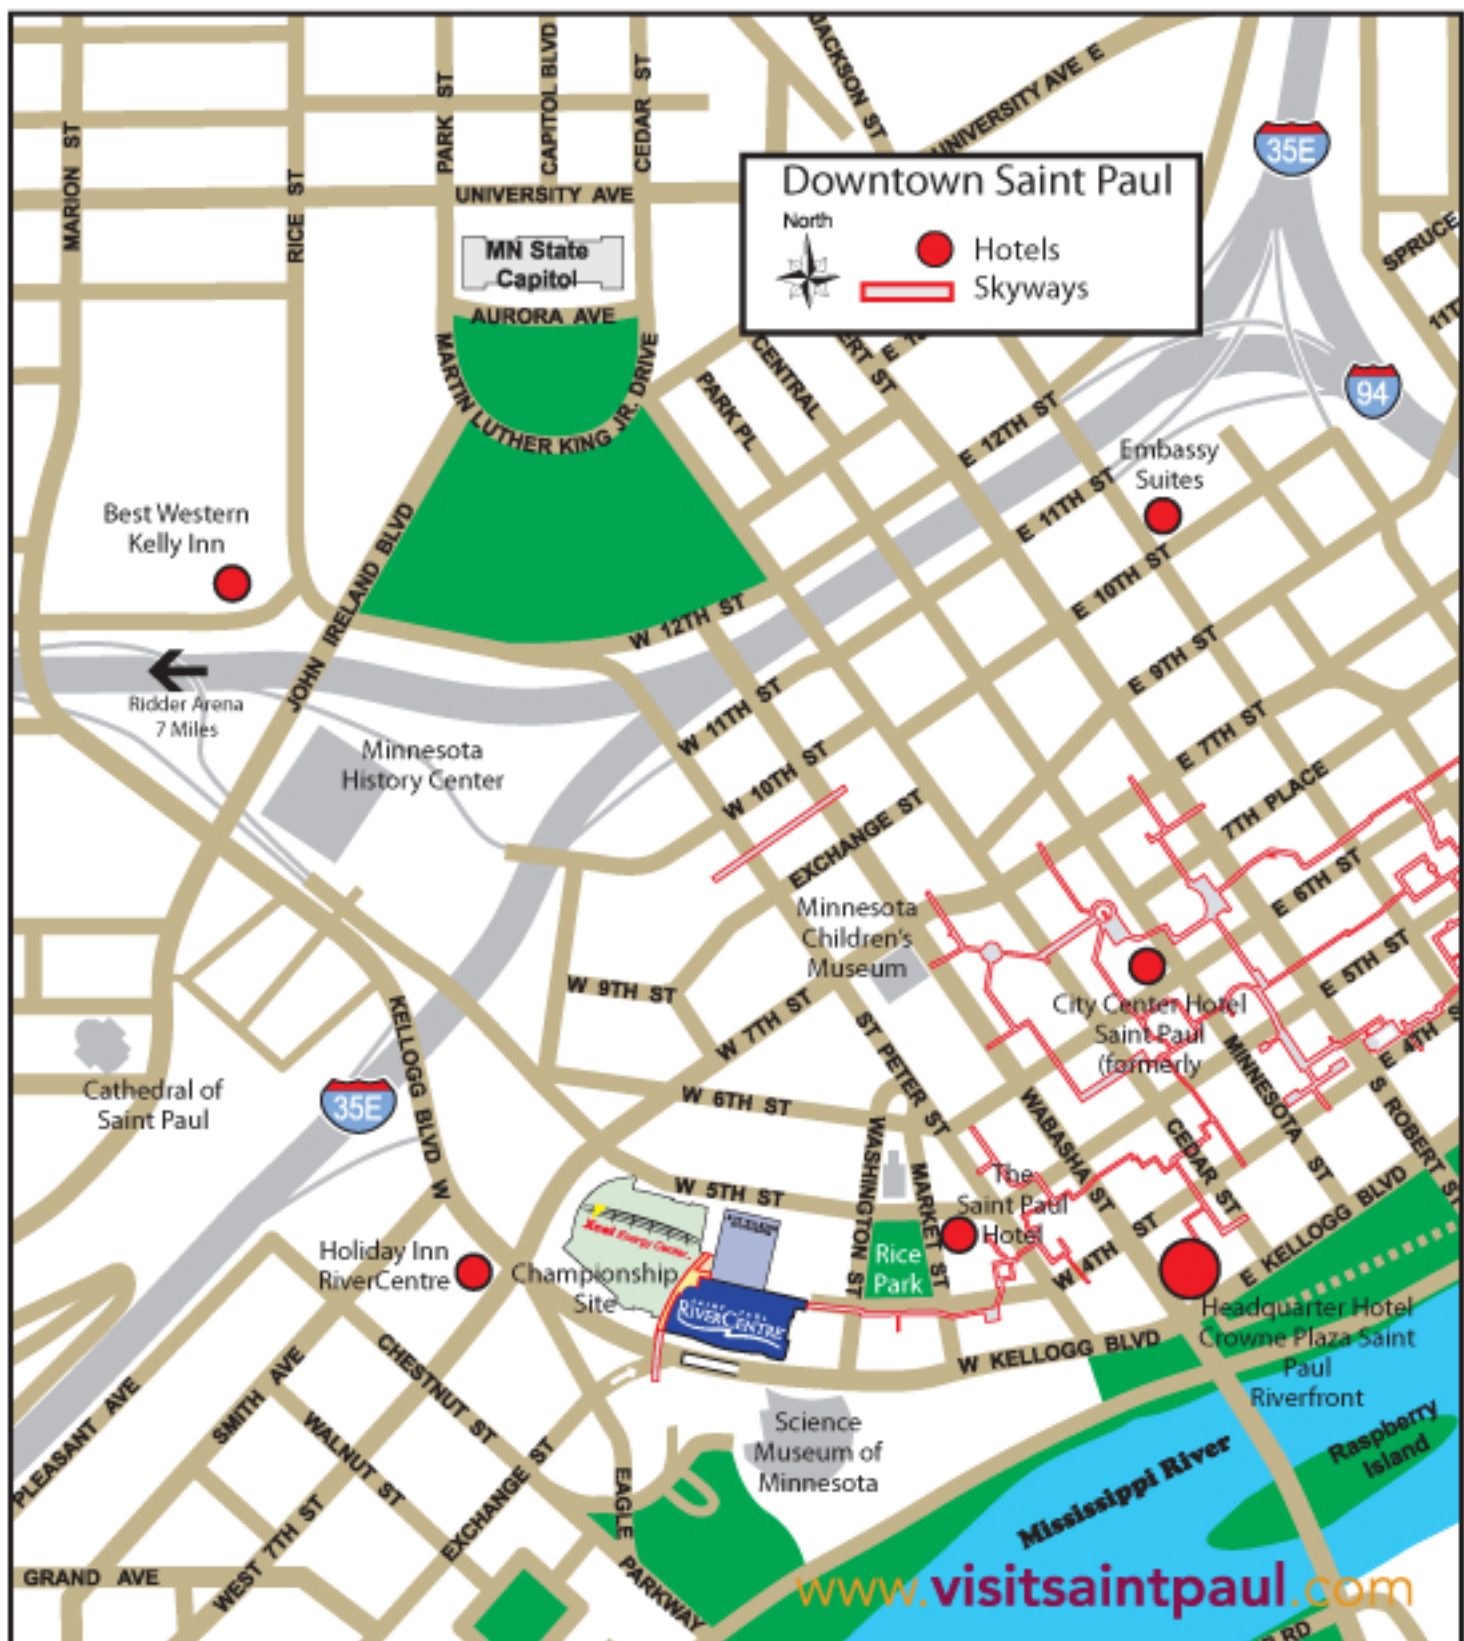 JACKSON ST
UNIVERSITY AVE E
MARION ST
RICE ST
PARK ST
CAPITOL BLVD
CEDAR ST
35E
Downtown Saint Paul
North
Hotels
Skyways
UNIVERSITY AVE
MN State
Capitol
AURORA AVE
SPRUCE
MARTIN LUTHER KING JR. DRIVE
CENTRAL
PARK PL
94
E 12TH ST
Embassy
Suites
E 11TH ST
Best Western
Kelly Inn
JOHN IRELAND BLVD
E 10TH ST
W 12TH ST
E 9TH ST
Ridder Arena
7 Miles
W 11TH ST
E 7TH ST
Minnesota
History Center
W 10TH ST
7TH PLACE
EXCHANGE ST
E 6TH ST
Minnesota
Children's
Museum
W 9TH ST
E 5TH ST
W 7TH ST
City Center Hotel
Saint Paul
(formerly
E 4TH
KELLOGG BLVD W
ST PETER ST
MINNESOTA ST
Cathedral of
Saint Paul
35E
W 6TH ST
WABASHA ST
CEDAR ST
S ROBERT ST
WASHINGTON ST
MARKET ST
W 5TH ST
The
Saint Paul
Hotel
Xcel Energy Center
Championship
Site
Rice
Park
W 4TH ST
E KELLOGG BLVD
Holiday Inn
RiverCentre
RIVERCENTRE
Headquarter Hotel
Crowne Plaza Saint
Paul
Riverfront
W KELLOGG BLVD
CHESTNUT ST
SMITH AVE
PLEASANT AVE
WALNUT ST
Science
Museum of
Minnesota
Raspberry
Island
Mississippi River
EXCHANGE ST
EAGLE PARKWAY
WEST 7TH ST
GRAND AVE
www.visitsaintpaul.com
RD